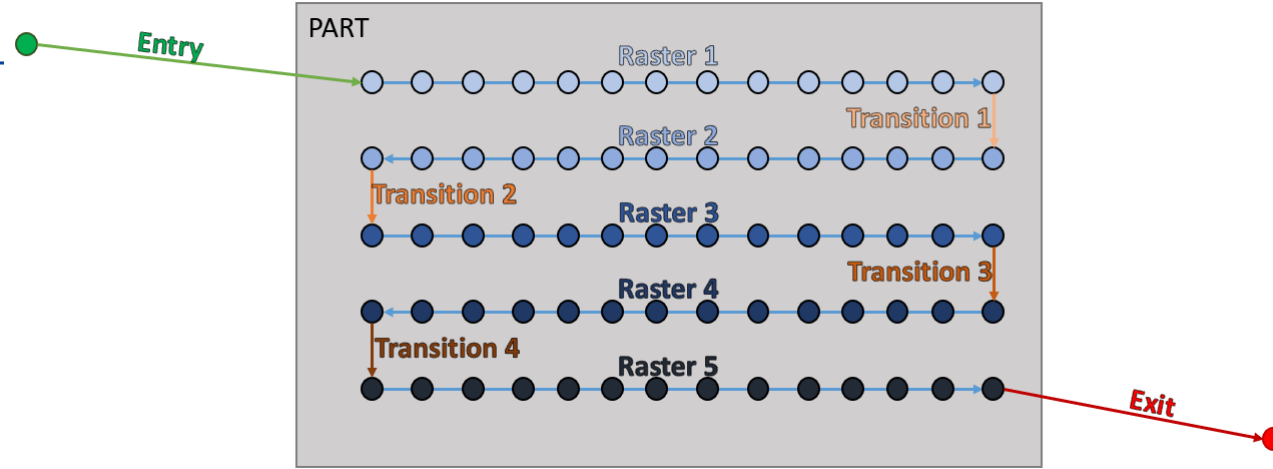 PART
Entry
Raster 1
Transition 1
Raster 2
Transition 2
Raster 3
Transition 3
Raster 4
Transition 4
Raster 5
Exit